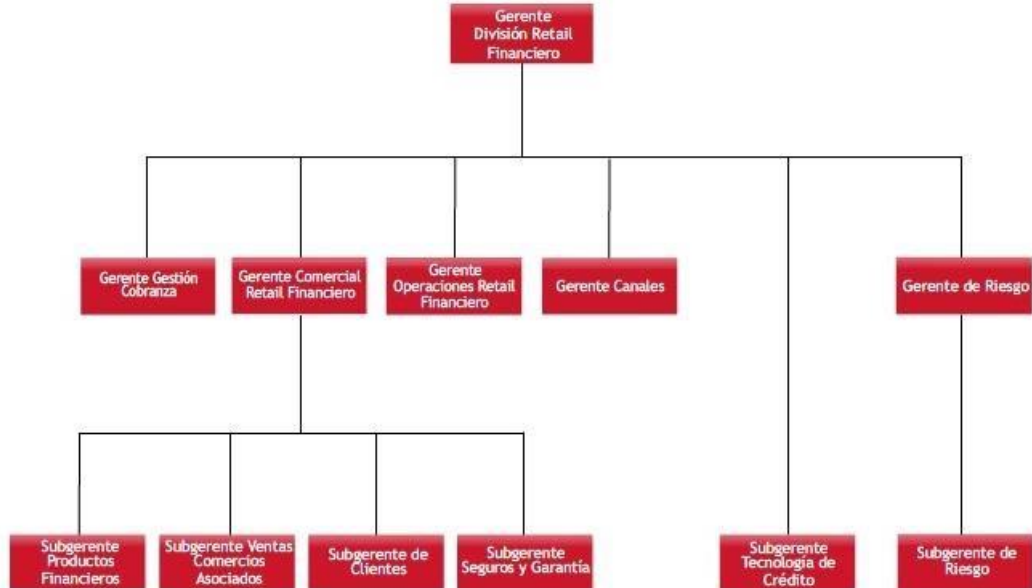 Gerente
División Retail
Financiero
Gerente Gestión
Cobranza
Gerente Comercial
Retail Financiero
Gerente
Operaciones Retail
Financiero
Gerente Canales
Gerente de Riesgo
Subgerente
Productos
Financieros
Subgerente Ventas
Comercios
Asociados
Subgerente de
Clientes
Subgerente
Seguros y Garantía
Subgerente
Tecnología de
Crédito
Subgerente de
Riesgo